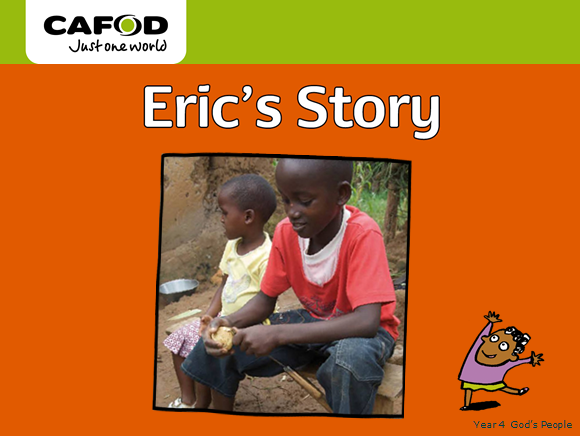 CAFOD
Just one world
Eric's Story
Year 4 God's People